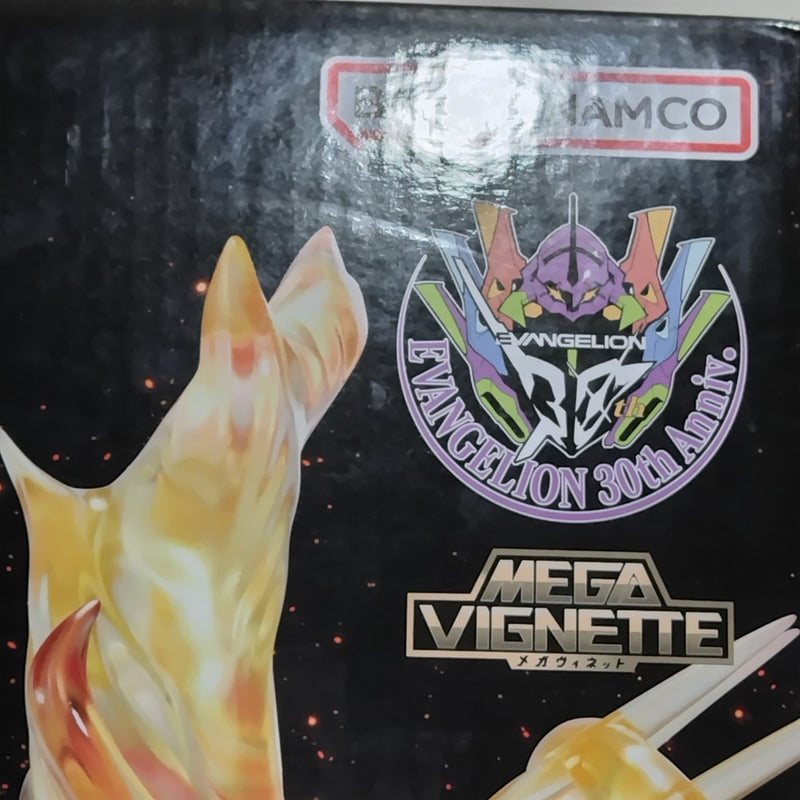 NAMCO
EVANGELION
30th
EVANGELION 30th Anniv.
MEGA
VIGNETTE
メガヴィネット